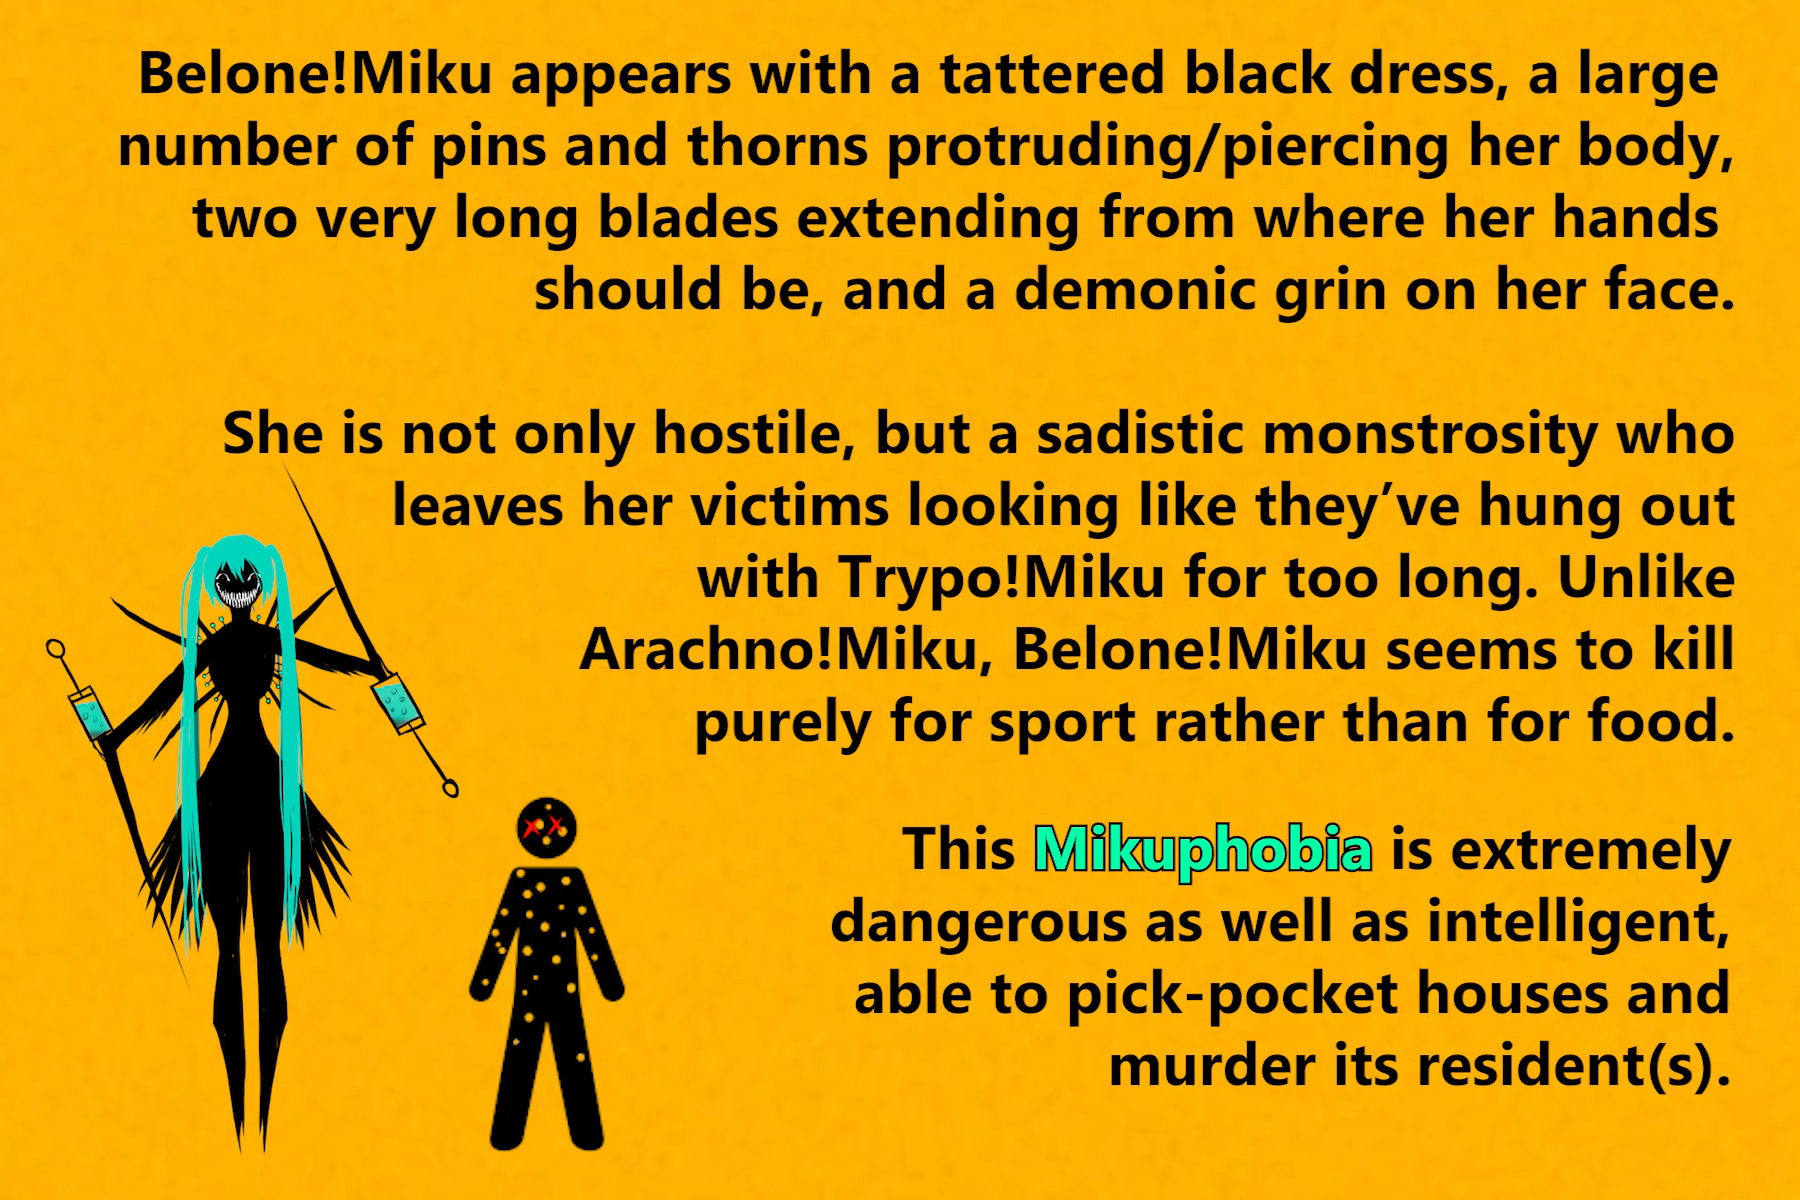 Belone!Miku appears with a tattered black dress, a large
number of pins and thorns protruding/piercing her body,
two very long blades extending from where her hands
should be, and a demonic grin on her face.
She is not only hostile, but a sadistic monstrosity who
leaves her victims looking like they’ve hung out
with Trypo!Miku for too long. Unlike
Arachno!Miku, Belone!Miku seems to kill
purely for sport rather than for food.
This Mikuphobia is extremely
dangerous as well as intelligent,
able to pick-pocket houses and
murder its resident(s).